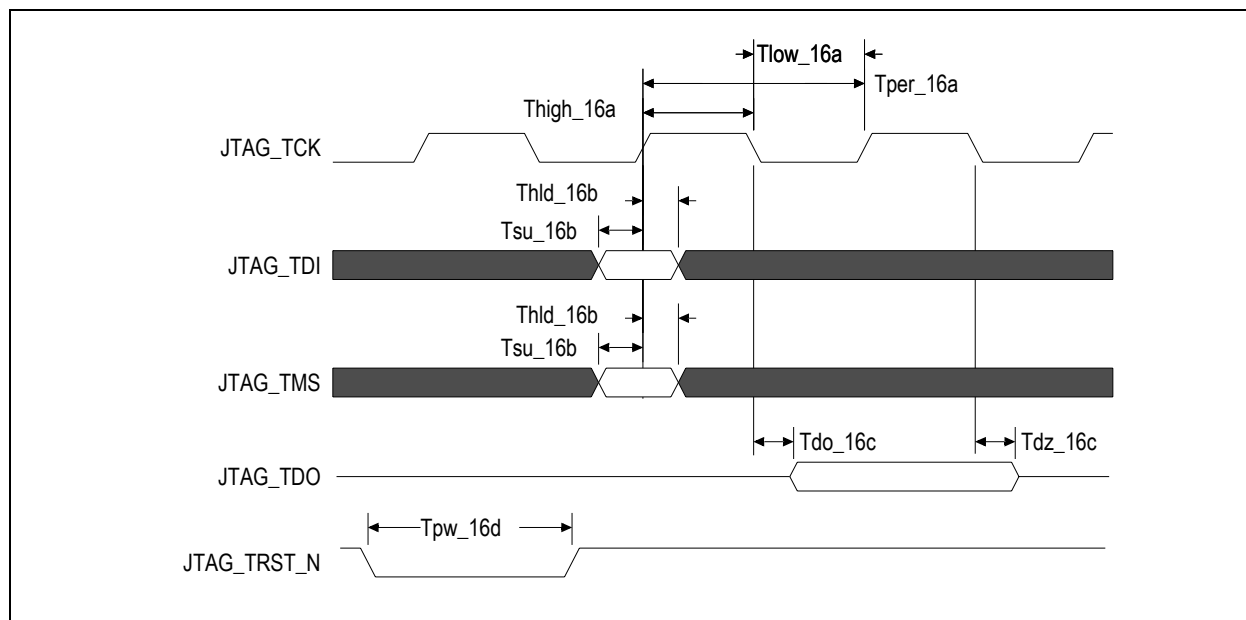 Tlow_16a
Tper_16a
Thigh_16a
JTAG_TCK
Thld_16b
Tsu_16b
JTAG_TDI
Thld_16b
Tsu_16b
JTAG_TMS
Tdo_16c
Tdz_16c
JTAG_TDO
Tpw_16d
JTAG_TRST_N